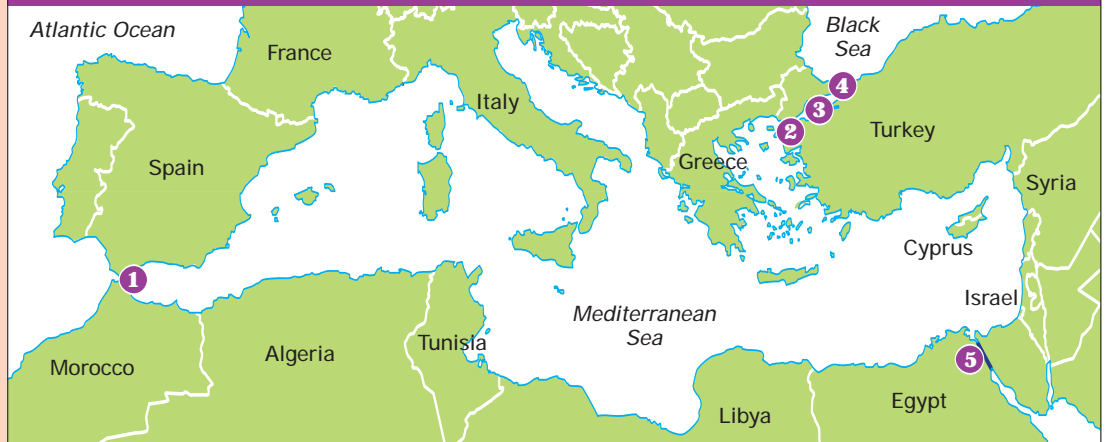 Atlantic Ocean
Black
Sea
France
4
Italy
3
2
Turkey
Spain
Greece
Syria
Cyprus
1
Israel
Mediterranean
Sea
Tunisia
Algeria
Morocco
5
Egypt
Libya